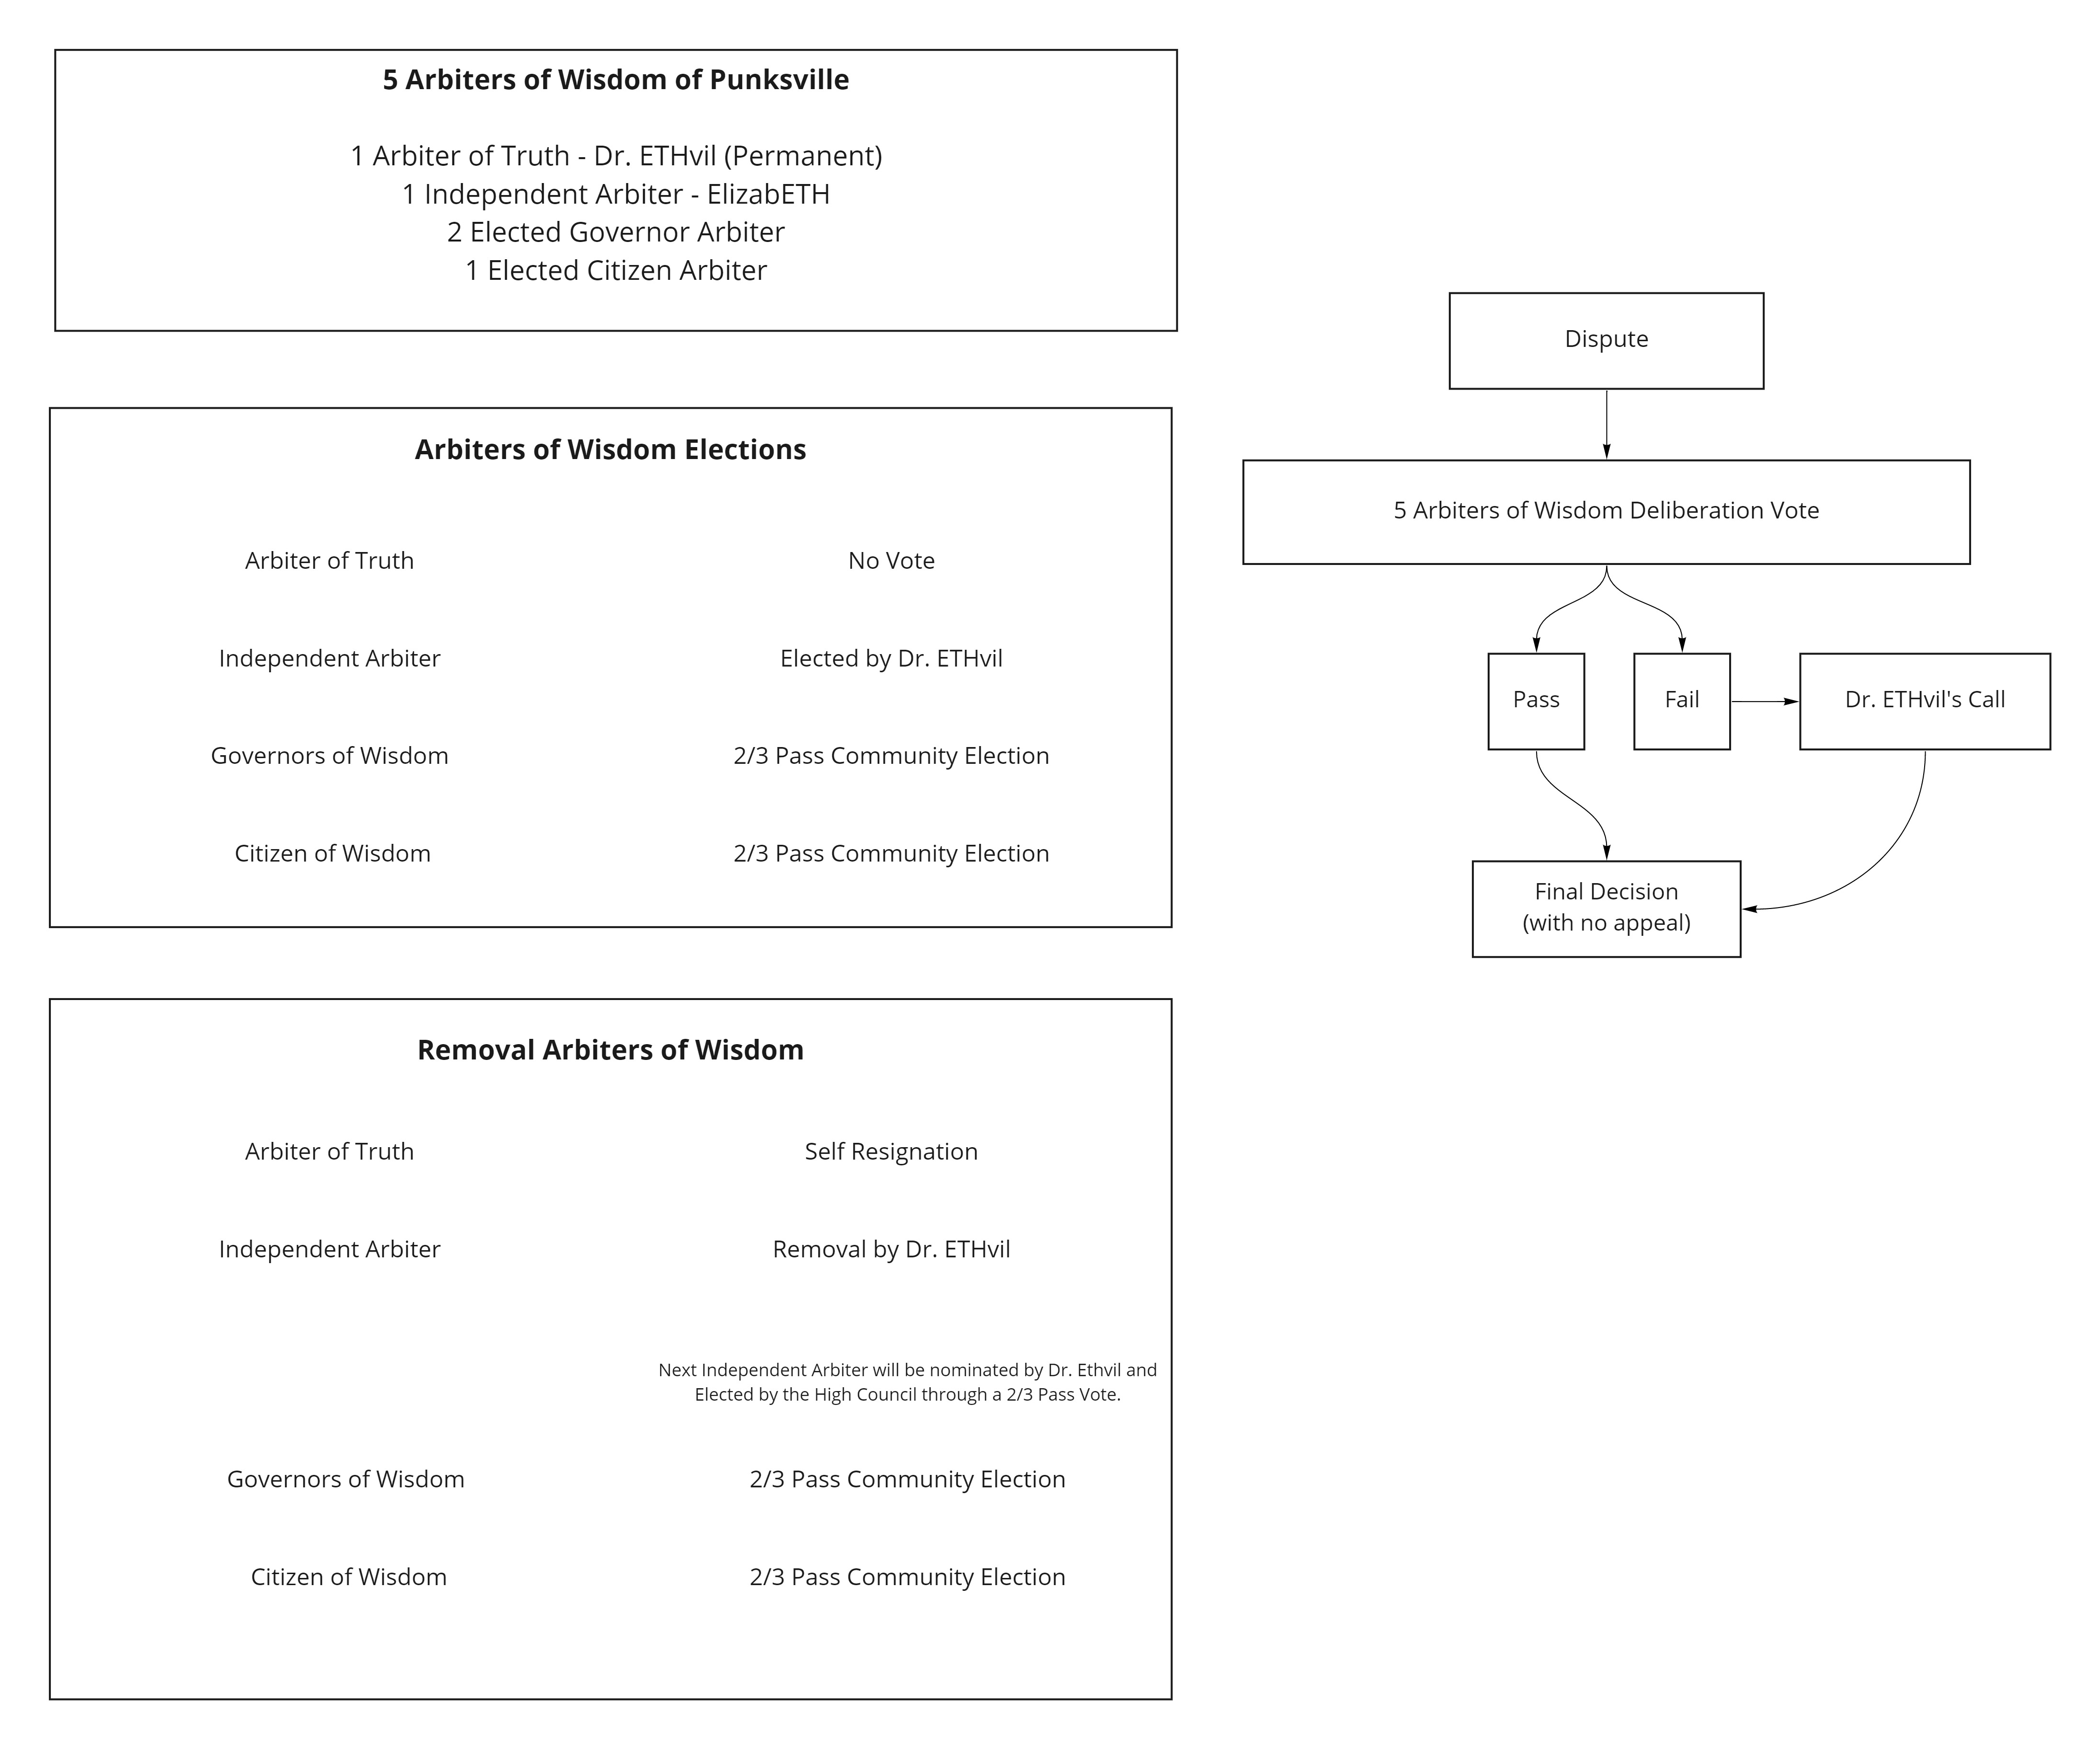 5 Arbiters of Wisdom of Punksville
1 Arbiter of Truth - Dr. ETHvil (Permanent)
1 Independent Arbiter - ElizabETH
2 Elected Governor Arbiter
1 Elected Citizen Arbiter
Arbiters of Wisdom Elections
Arbiter of Truth
No Vote
Independent Arbiter
Elected by Dr. ETHvil
Governors of Wisdom
2/3 Pass Community Election
Citizen of Wisdom
2/3 Pass Community Election
Removal Arbiters of Wisdom
Arbiter of Truth
Self Resignation
Independent Arbiter
Removal by Dr. ETHvil
Next Independent Arbiter will be nominated by Dr. Ethvil and
Elected by the High Council through a 2/3 Pass Vote.
Governors of Wisdom
2/3 Pass Community Election
Citizen of Wisdom
2/3 Pass Community Election
Dispute
5 Arbiters of Wisdom Deliberation Vote
Pass
Fail
Dr. ETHvil's Call
Final Decision
(with no appeal)